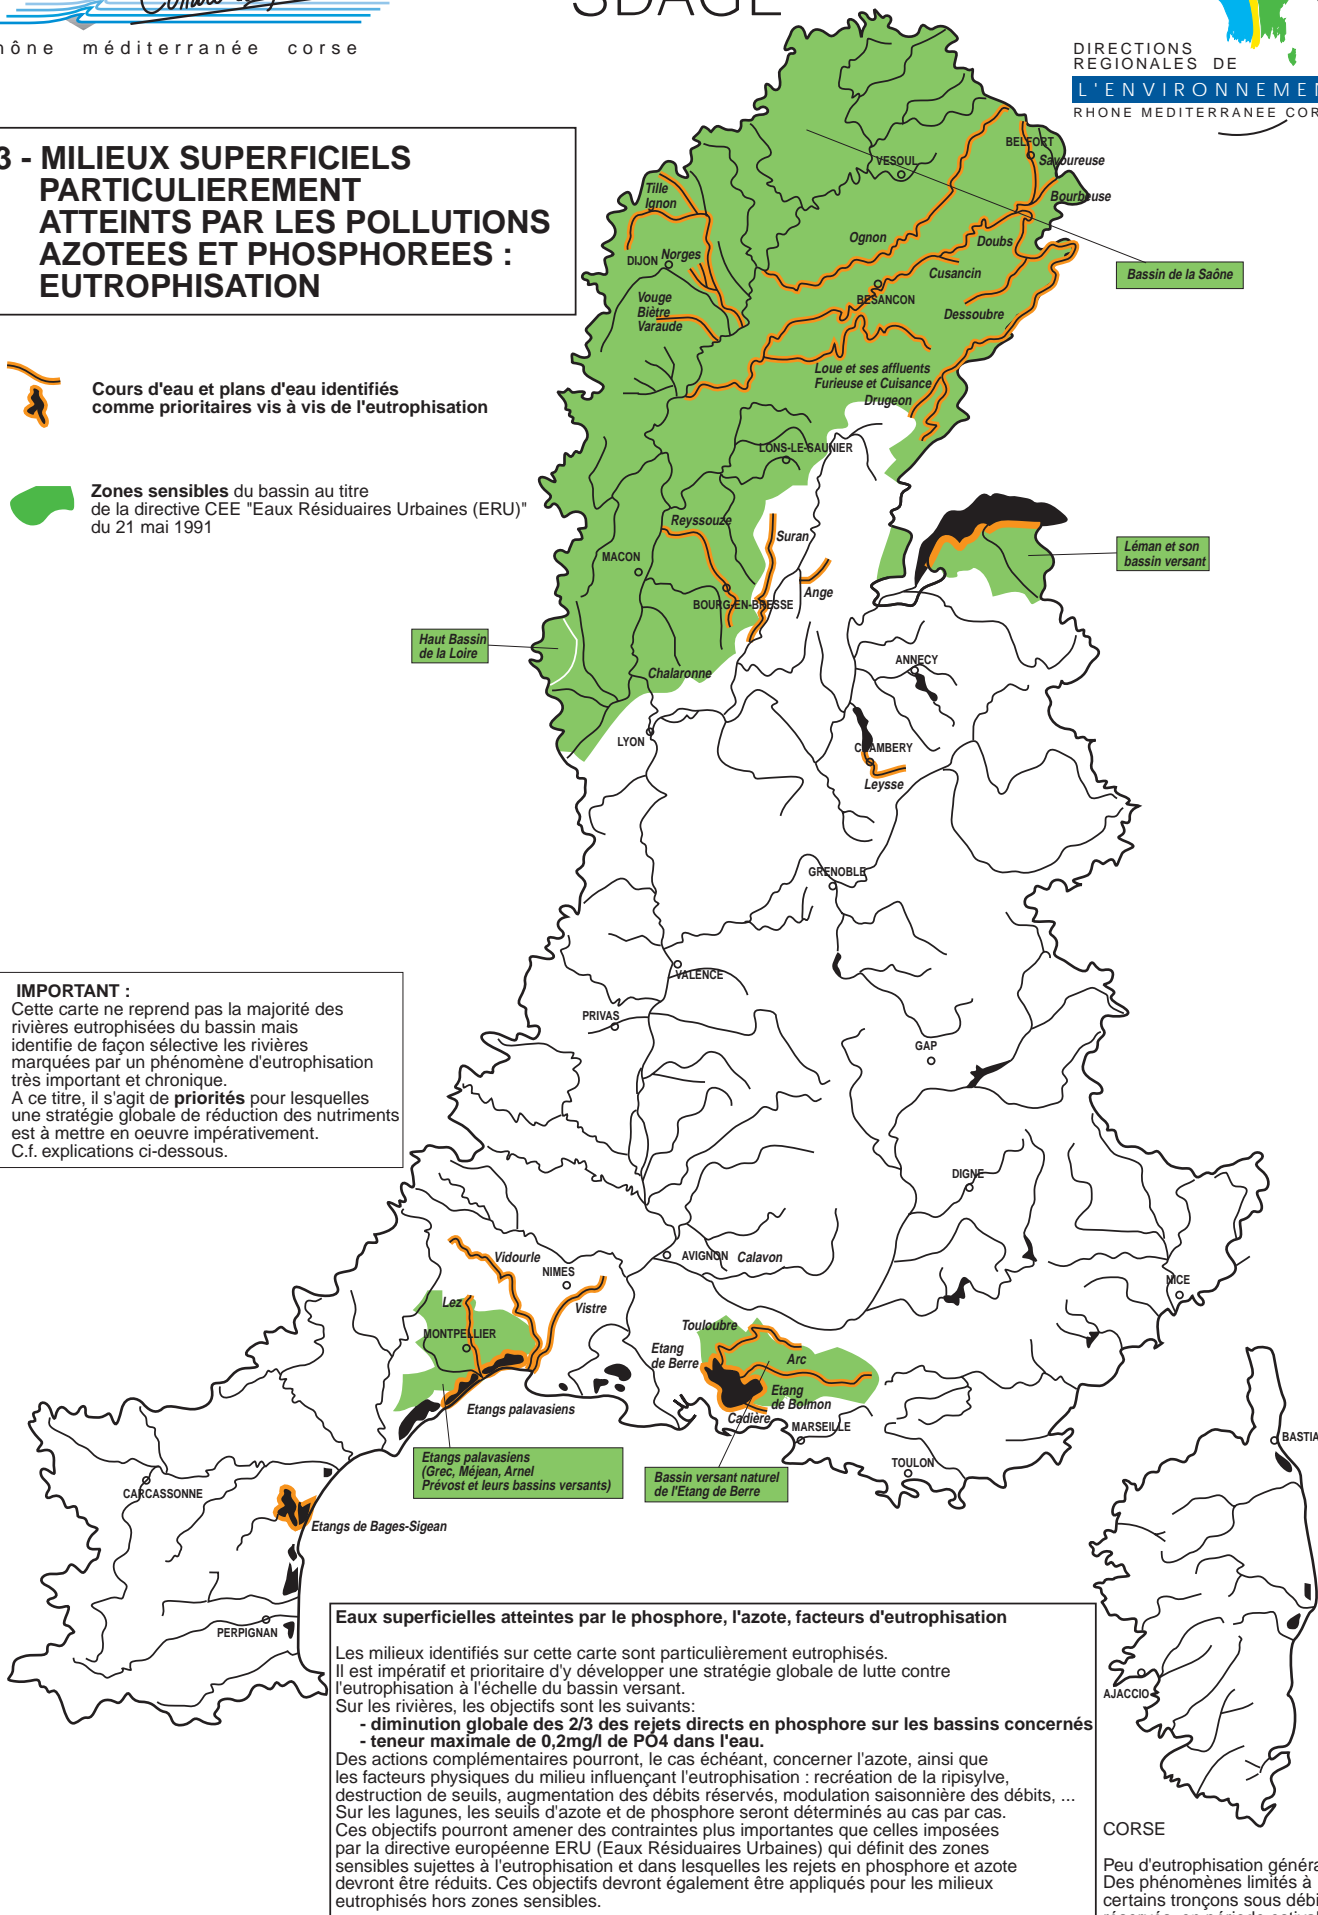 SDAGE
méditerranée corse
DIRECTIONS
REGIONALES DE
RHONE MEDITERRANEE
3 - MILIEUX SUPERFICIELS
PARTICULIEREMENT
ATTEINTS PAR LES POLLUTIONS
AZOTEES ET PHOSPHOREES :
EUTROPHISATION
Cours d'eau et plans d'eau identifiés
comme prioritaires vis à vis de l'eutrophisation
Zones sensibles du bassin au titre
de la directive CEE "Eaux Résiduaires Urbaines (ERU)"
du 21 mai 1991
BELFORT
Savoureuse
VESOUL
Bourbeuse
Tille
Ignon
Ognon
Doubs
DIJON
Norges
Cusancin
Bassin de la Saône
BESANCON
Vouge
Biètre
Varaude
Dessoubre
Loue et ses affluents
Furieuse et Cuisance
Drugeon
LONS-LE-SAUNIER
Reyssouze
Suran
MACON
Léman et son
bassin versant
Ange
BOURG-EN-BRESSE
Haut Bassin
de la Loire
Chalaronne
ANNECY
LYON
CHAMBERY
Leysse
GRENOBLE
VALENCE
PRIVAS
GAP
IMPORTANT :
Cette carte ne reprend pas la majorité des
rivières eutrophisées du bassin mais
identifie de façon sélective les rivières
marquées par un phénomène d'eutrophisation
très important et chronique.
A ce titre, il s'agit de priorités pour lesquelles
une stratégie globale de réduction des nutriments
est à mettre en oeuvre impérativement.
C.f. explications ci-dessous.
DIGNE
AVIGNON
Calavon
Vidourle
NIMES
NICE
Lez
Vistre
MONTPELLIER
Touloubre
Etang
de Berre
Arc
Etang
de Bolmon
Etangs palavasiens
Cadière
MARSEILLE
BASTIA
TOULON
Etangs palavasiens
(Grec, Méjean, Arnel
Prévost et leurs bassins versants)
Bassin versant naturel
de l'Etang de Berre
CARCASSONNE
Etangs de Bages-Sigean
PERPIGNAN
AJACCIO
Eaux superficielles atteintes par le phosphore, l'azote, facteurs d'eutrophisation
Les milieux identifiés sur cette carte sont particulièrement eutrophisés.
Il est impératif et prioritaire d'y développer une stratégie globale de lutte contre
l'eutrophisation à l'échelle du bassin versant.
Sur les rivières, les objectifs sont les suivants:
- diminution globale des 2/3 des rejets directs en phosphore sur les bassins concernés
- teneur maximale de 0,2mg/l de PO4 dans l'eau.
Des actions complémentaires pourront, le cas échéant, concerner l'azote, ainsi que
les facteurs physiques du milieu influençant l'eutrophisation : recréation de la ripisylve,
destruction de seuils, augmentation des débits réservés, modulation saisonnière des débits, ...
Sur les lagunes, les seuils d'azote et de phosphore seront déterminés au cas par cas.
Ces objectifs pourront amener des contraintes plus importantes que celles imposées
par la directive européenne ERU (Eaux Résiduaires Urbaines) qui définit des zones
sensibles sujettes à l'eutrophisation et dans lesquelles les rejets en phosphore et azote
devront être réduits. Ces objectifs devront également être appliqués pour les milieux
eutrophisés hors zones sensibles.
CORSE
Peu d'eutrophisation
Des phénomènes limités à
certains tronçons sous